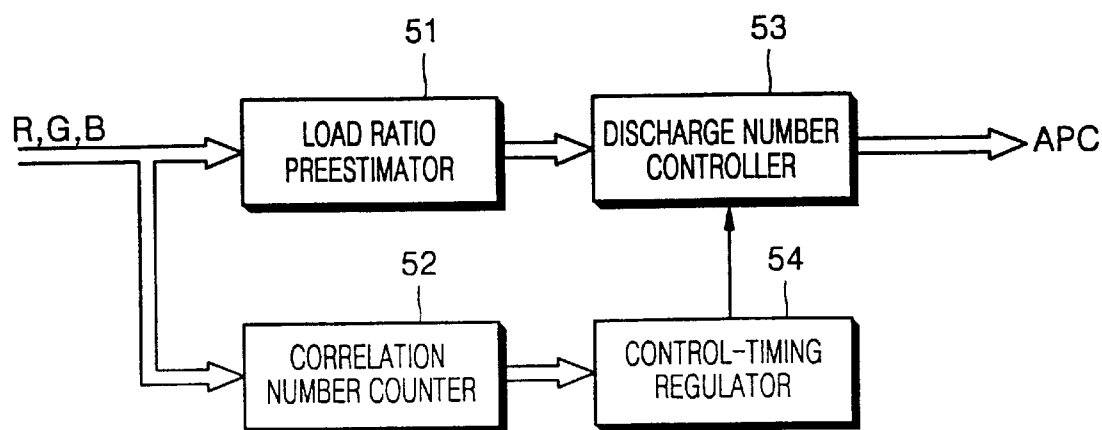 51
53
R,G,B
LOAD RATIO
PREESTIMATOR
DISCHARGE NUMBER
CONTROLLER
APC
52
54
CORRELATION
NUMBER COUNTER
CONTROL-TIMING
REGULATOR